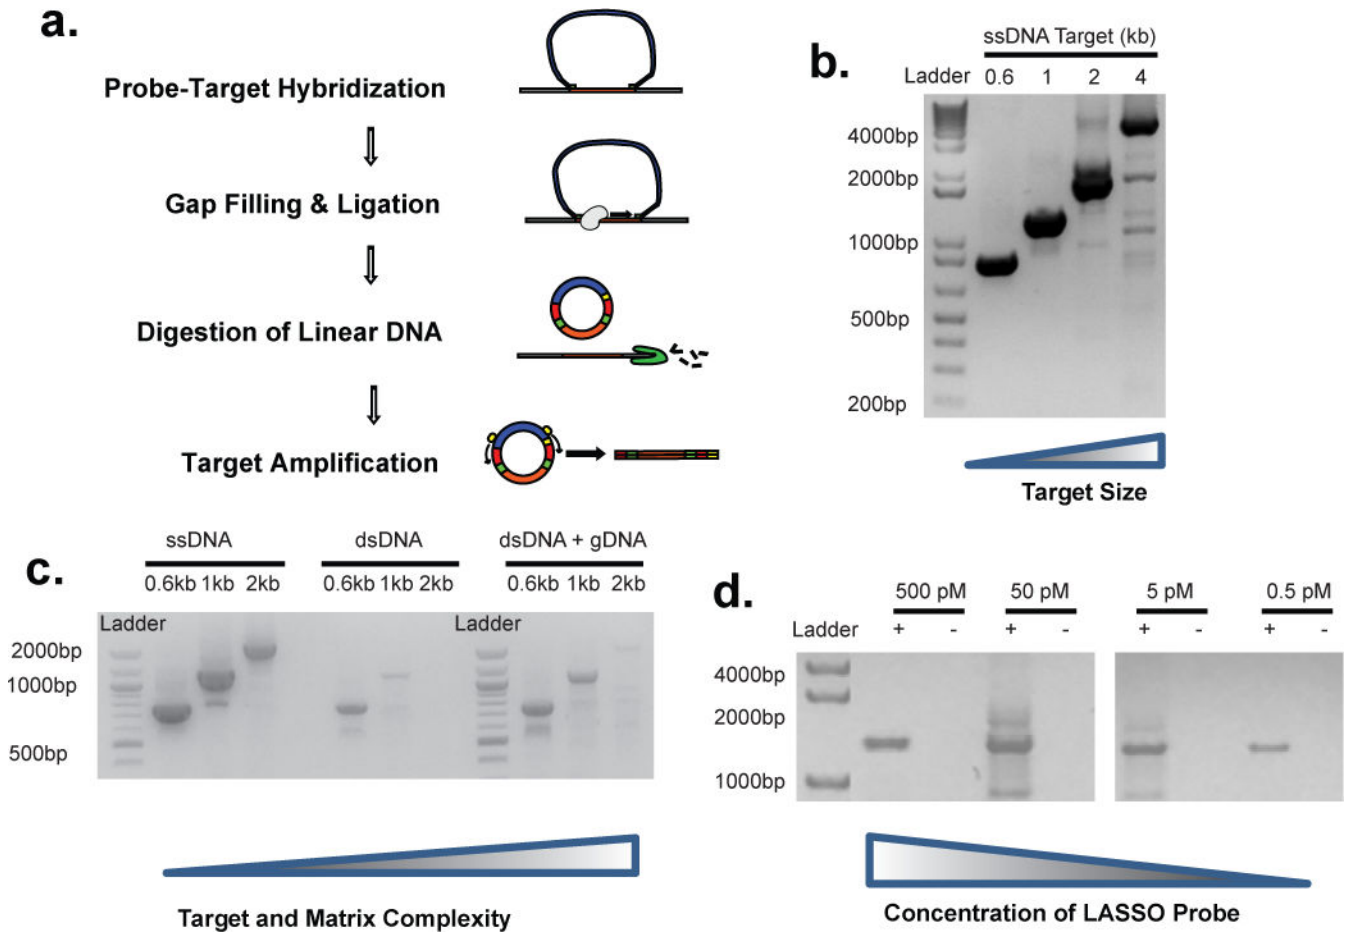 a.
Probe-Target Hybridization
Gap Filling & Ligation
Digestion of Linear DNA
Target Amplification
b.
ssDNA Target (kb)
Ladder 0.6 1 2 4
4000bp
2000bp
1000bp
500bp
200bp
Target Size
c.
ssDNA dsDNA dsDNA + gDNA
0.6kb 1kb 2kb 0.6kb 1kb 2kb 0.6kb 1kb 2kb
Ladder Ladder
2000bp
1000bp
500bp
Target and Matrix Complexity
d.
500 pM 50 pM 5 pM 0.5 pM
Ladder + - + - + - + -
4000bp
2000bp
1000bp
Concentration of LASSO Probe